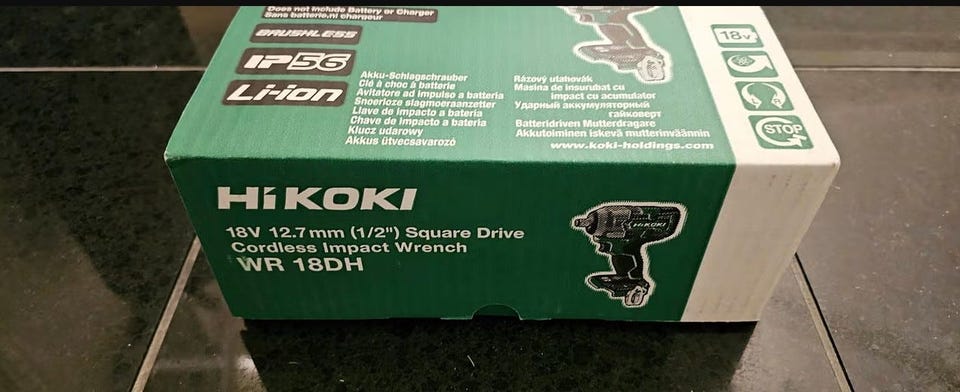 Does not include Battery or Charger
Sans batterie.ni chargeur
BRUSHLESS
IP56
Li-ion
Akku-Schlagschrauber
Clé à choc à batterie
Avvitatore ad impulso a batteria
Snoerloze slagmoeraanzetter
Llave de impacto a batería
Chave de impacto a bateria
Klucz udarowy
Akkus ütvecsavarozó
Rázový utahovák
Masina de insurubat cu
impact cu acumulator
Ударный аккумуляторный
гайковерт
Batteridriven Mutterdragare
Akkutoiminen iskevä mutterinväännin
www.koki-holdings.com
18v
STOP
HiKOKI
18V 12.7mm (1/2") Square Drive
Cordless Impact Wrench
WR 18DH
HiKOKI